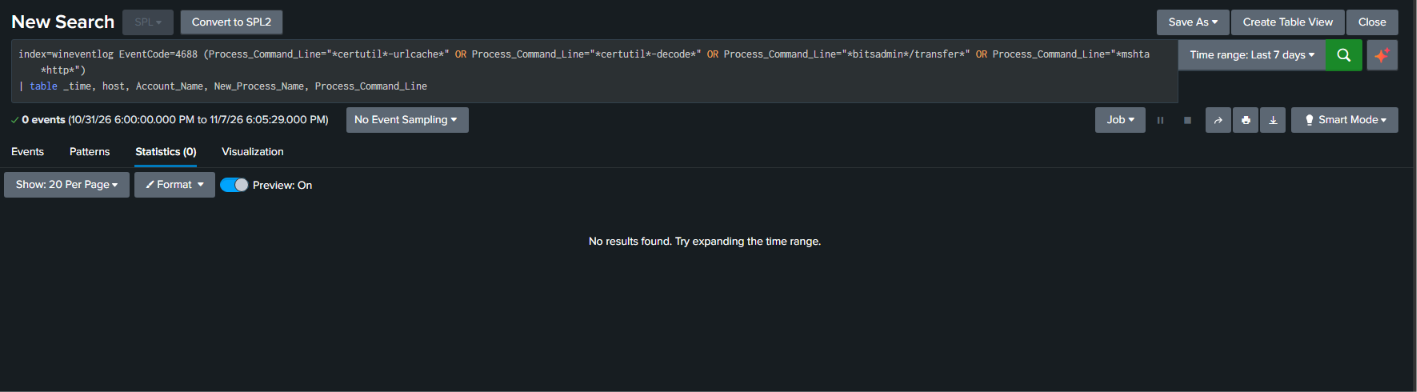 New Search SPL Convert to SPL2 Save As Create Table View Close
index=wineventlog EventCode=4688 (Process_Command_Line="*certutil*-urlcache*" OR Process_Command_Line="*certutil*-decode*" OR Process_Command_Line="*bitsadmin*/transfer*" OR Process_Command_Line="*mshta
*http*")
| table _time, host, Account_Name, New_Process_Name, Process_Command_Line
Time range: Last 7 days
0 events (10/31/26 6:00:00.000 PM to 11/7/26 6:05:29.000 PM) No Event Sampling Job Smart Mode
Events Patterns Statistics (0) Visualization
Show: 20 Per Page Format Preview: On
No results found. Try expanding the time range.